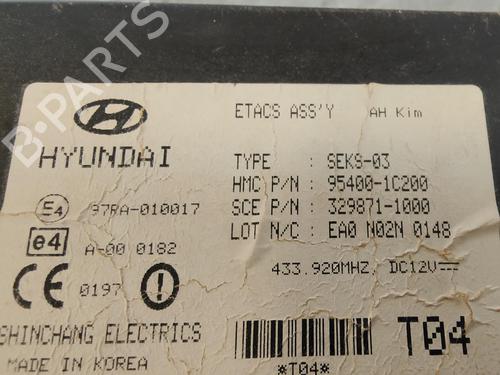 B-PARTS
HYUNDAI
ETACS ASS'Y AH Kim
TYPE : SEKS-03
HMC P/N : 95400-1C200
SCE P/N : 329871-1000
LOT N/C : EA0 N02N 0148
433.920MHZ, DC12V
E4 97RA-010017
e4 A-00 0182
CE 0197
SHINCHANG ELECTRICS
MADE IN KOREA
*T04*
T04